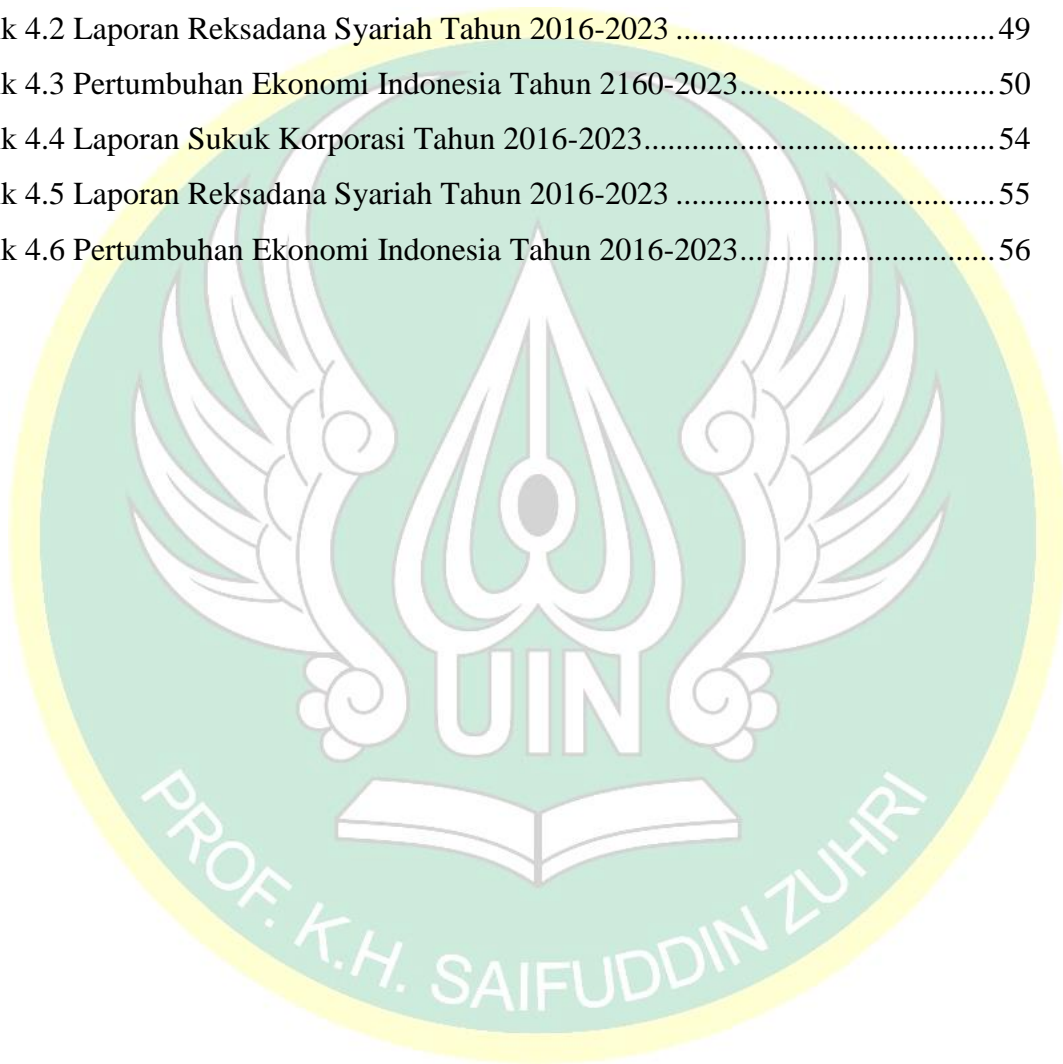 k 4.2 Laporan Reksadana Syariah Tahun 2016-2023 ........................................ 49
k 4.3 Pertumbuhan Ekonomi Indonesia Tahun 2160-2023................................ 50
k 4.4 Laporan Sukuk Korporasi Tahun 2016-2023............................................ 54
k 4.5 Laporan Reksadana Syariah Tahun 2016-2023 ........................................ 55
k 4.6 Pertumbuhan Ekonomi Indonesia Tahun 2016-2023................................ 56
UIN
PROF. K.H. SAIFUDDIN ZUHRI